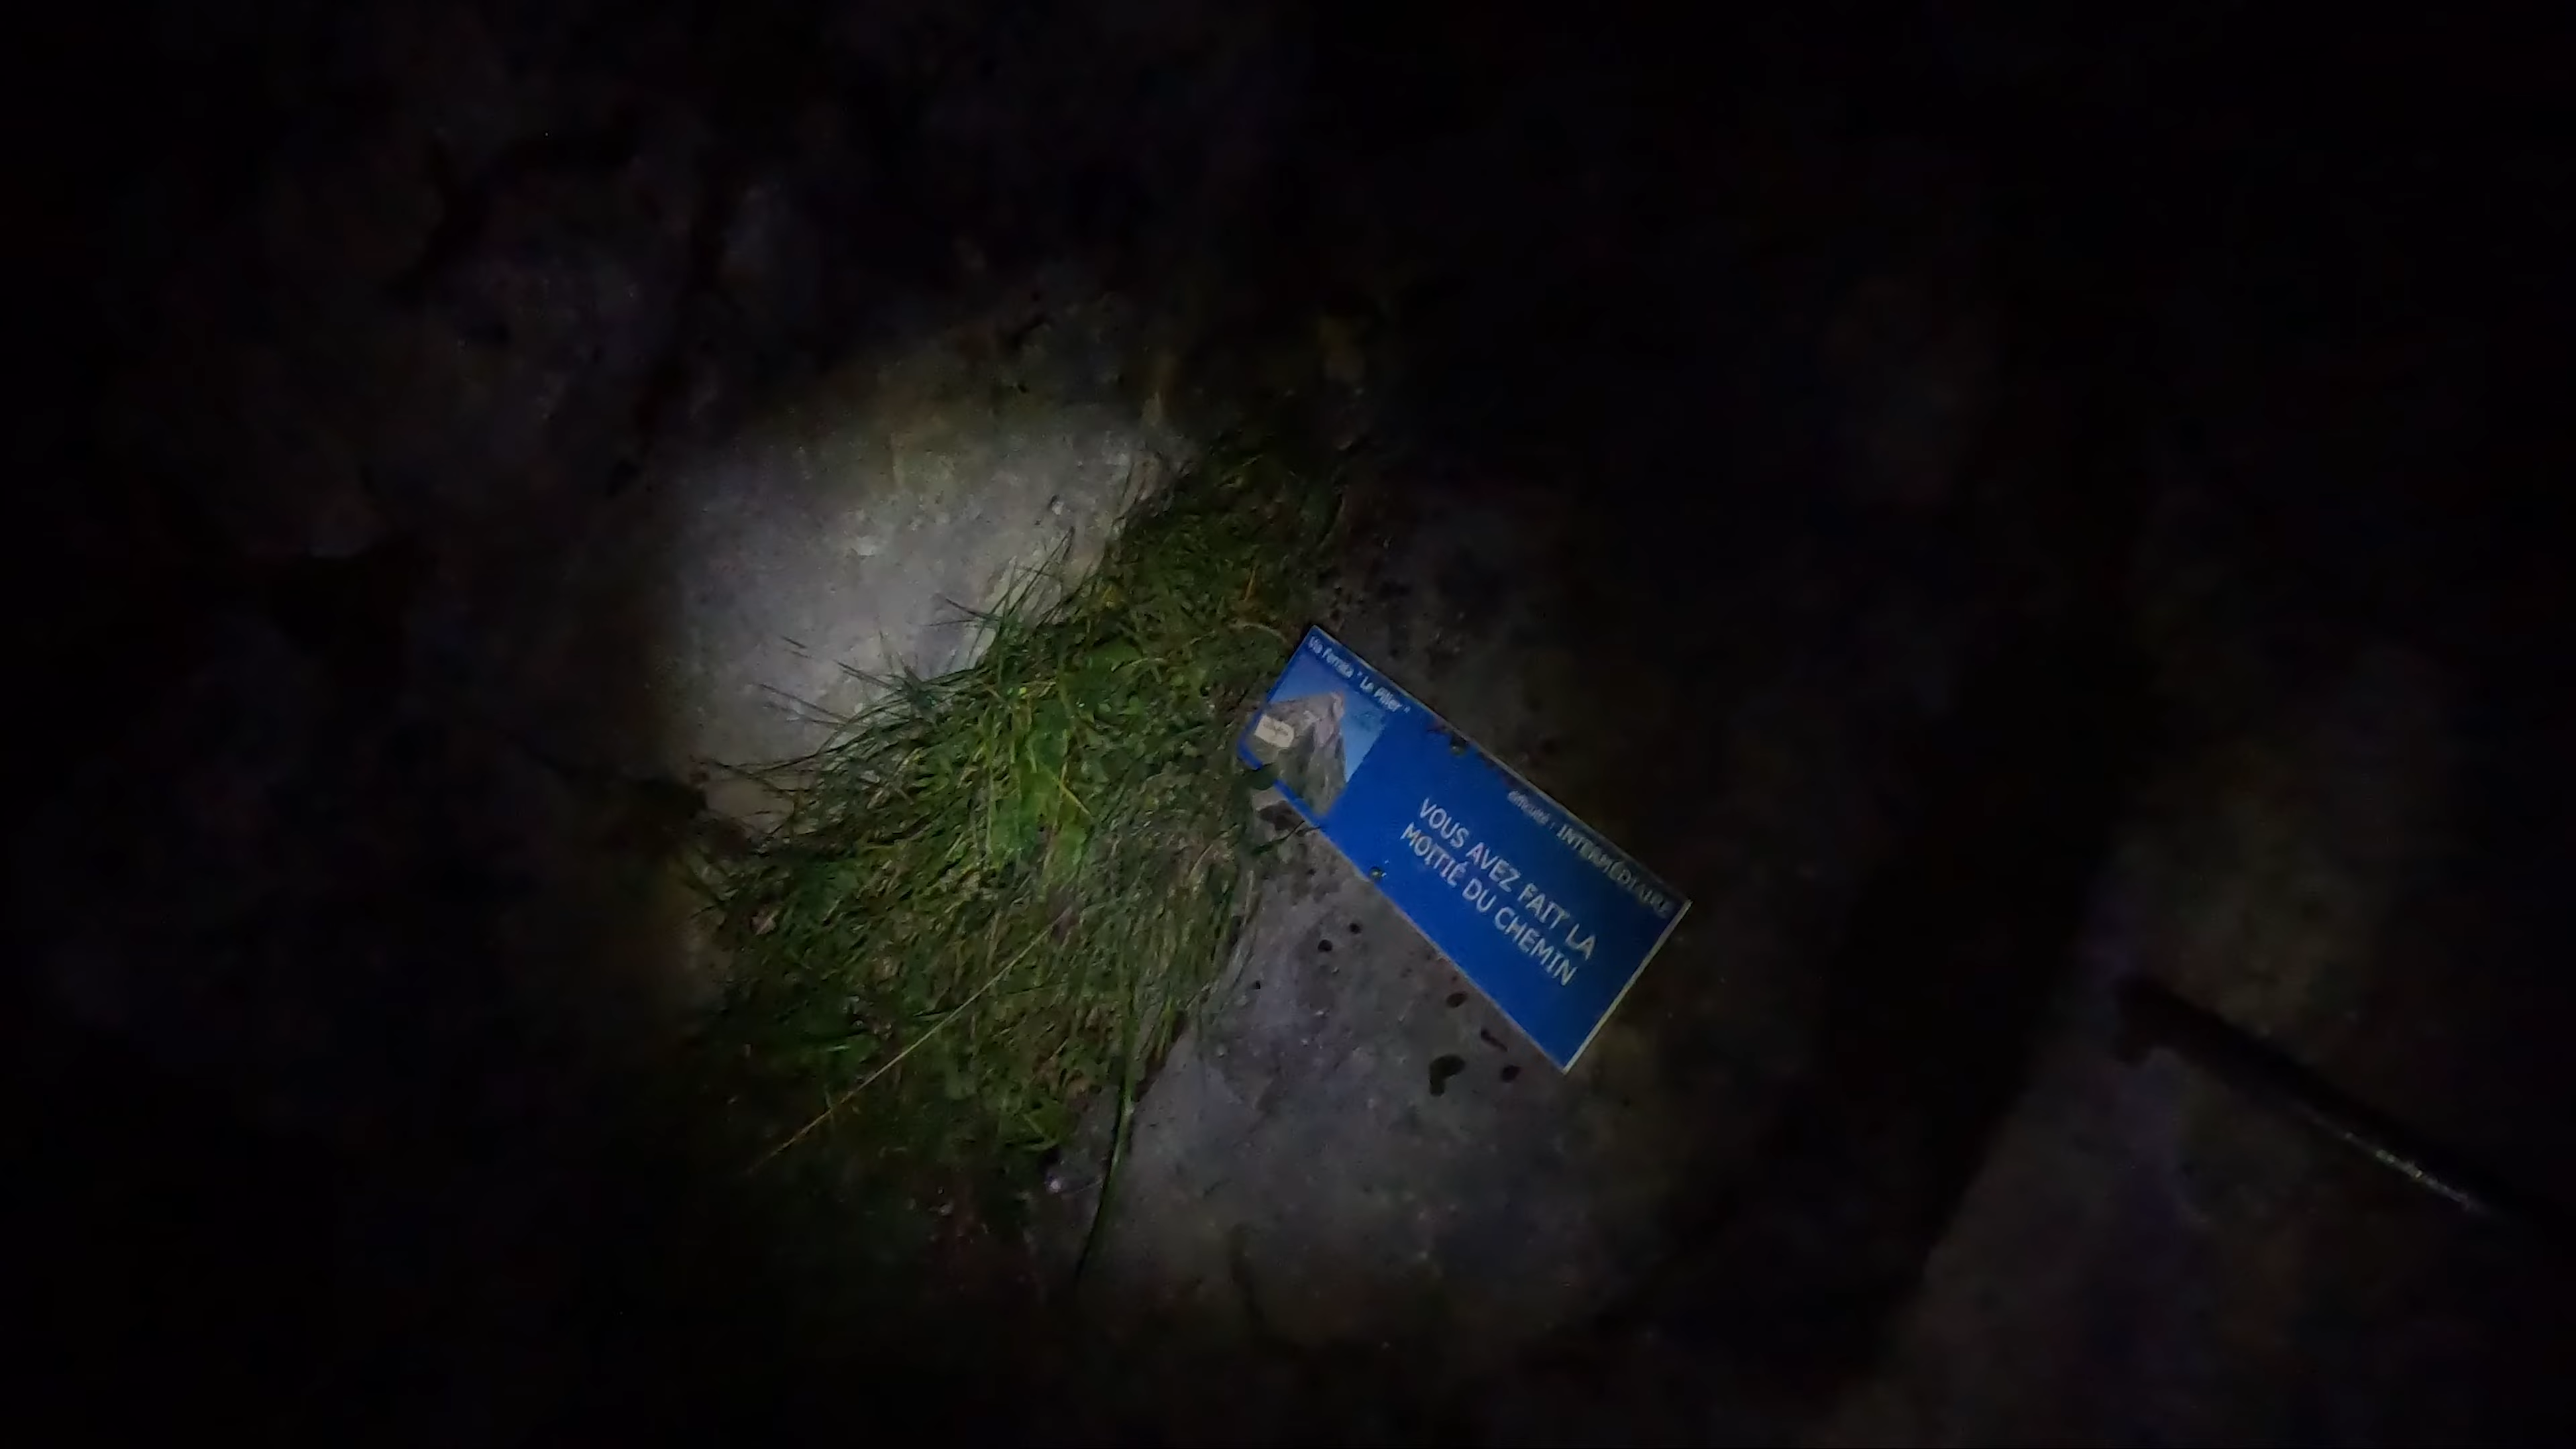 Via Ferrata " Le Pilier "
difficulté : INTERMÉDIAIRE
VOUS AVEZ FAIT LA
MOITIÉ DU CHEMIN